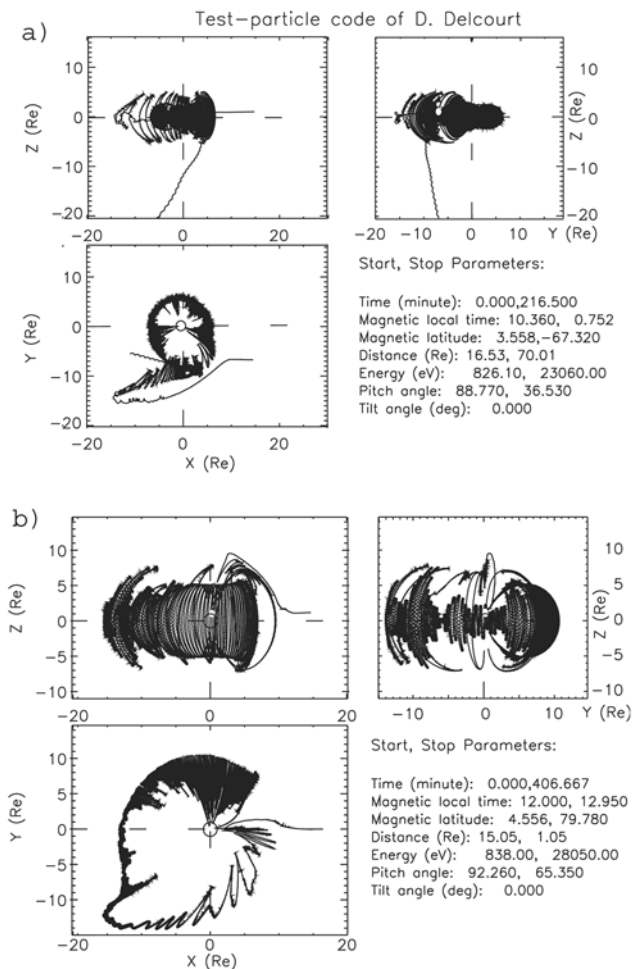 Test-particle code of D. Delcourt
a)
10
0
-10
-20
Z (Re)
-20
0
20
10
0
-10
-20
Z (Re)
-10
0
10
Y (Re)
10
0
-10
-20
Y (Re)
-20
0
20
X (Re)
Start, Stop Parameters:
Time (minute): 0.000,216.500
Magnetic local time: 10.360, 0.752
Magnetic latitude: 3.558,-67.320
Distance (Re): 16.53, 70.01
Energy (eV): 826.10, 23060.00
Pitch angle: 88.770, 36.530
Tilt angle (deg): 0.000
b)
10
5
0
-5
-10
Z (Re)
-20
0
20
10
5
0
-5
-10
Z (Re)
-10
0
10
Y (Re)
10
5
0
-5
-10
-20
Y (Re)
-20
-10
0
10
20
X (Re)
Start, Stop Parameters:
Time (minute): 0.000,406.667
Magnetic local time: 12.000, 12.950
Magnetic latitude: 4.556, 79.780
Distance (Re): 15.05, 1.05
Energy (eV): 838.00, 28050.00
Pitch angle: 92.260, 65.350
Tilt angle (deg): 0.000